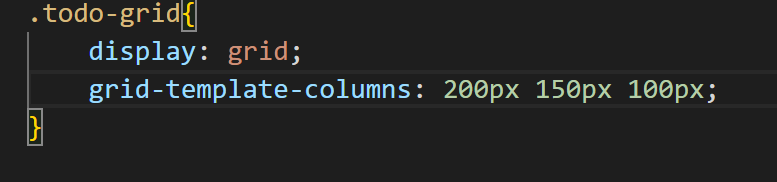 .todo-grid{
display: grid;
grid-template-columns: 200px 150px 100px;
}